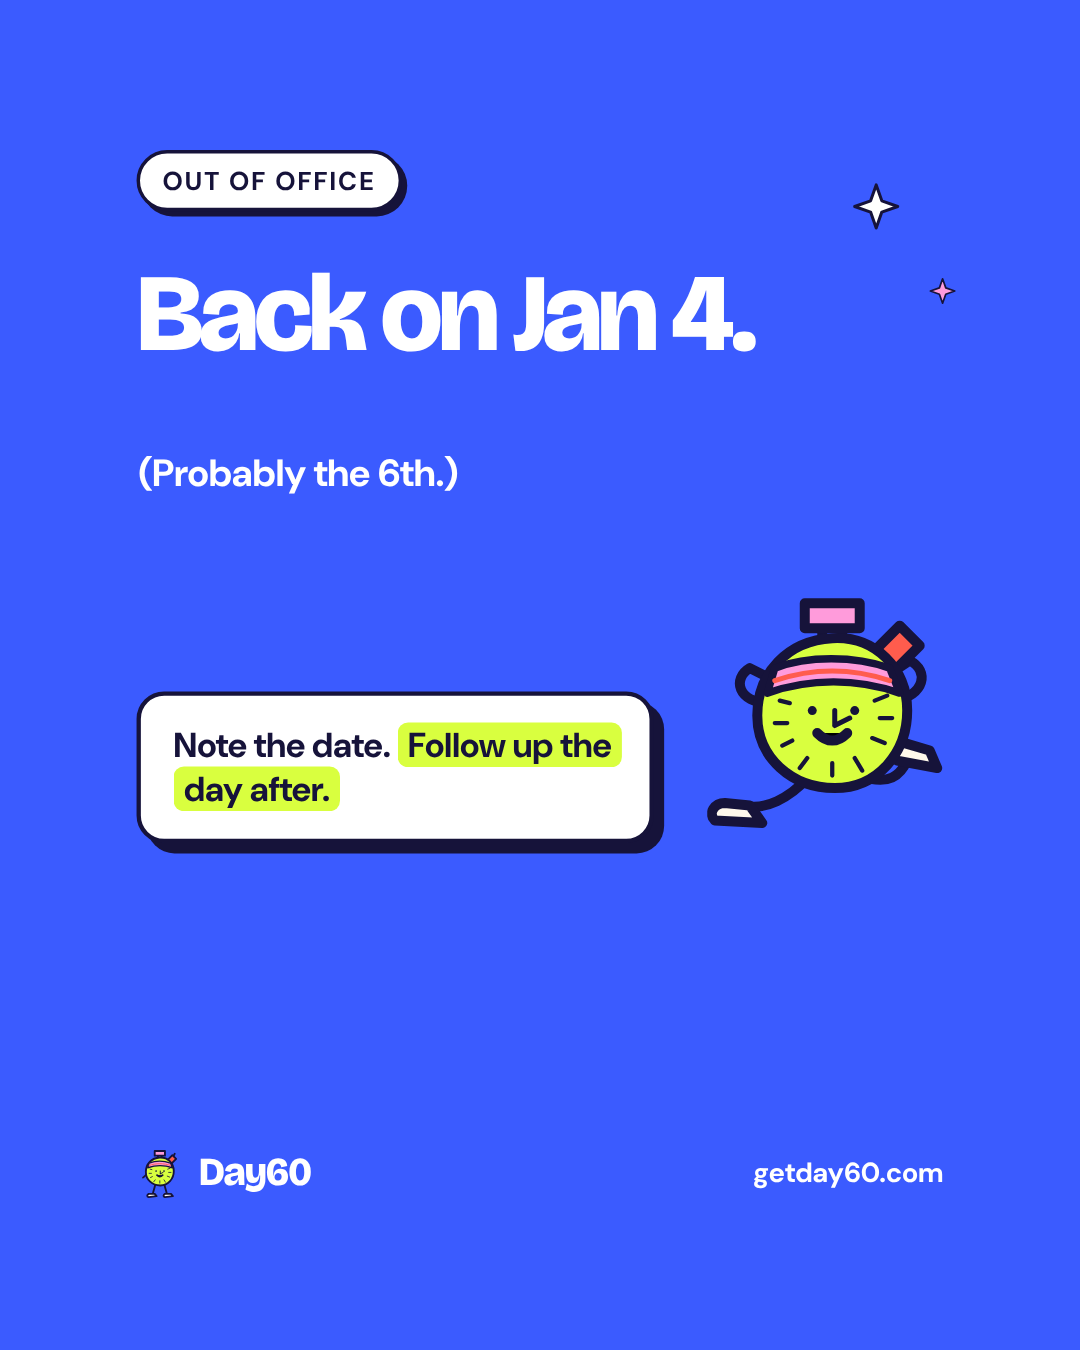 OUT OF OFFICE
Back on Jan 4.
(Probably the 6th.)
Note the date. Follow up the
day after.
Day60
getday60.com